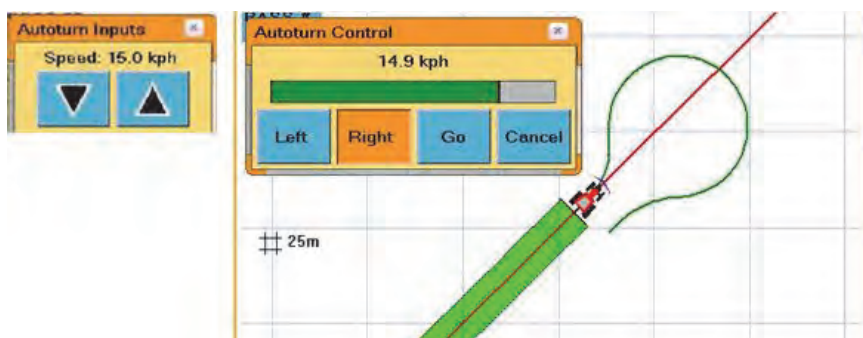 Autoturn Inputs
Speed: 15.0 kph
Autoturn Control
14.9 kph
Left
Right
Go
Cancel
25m